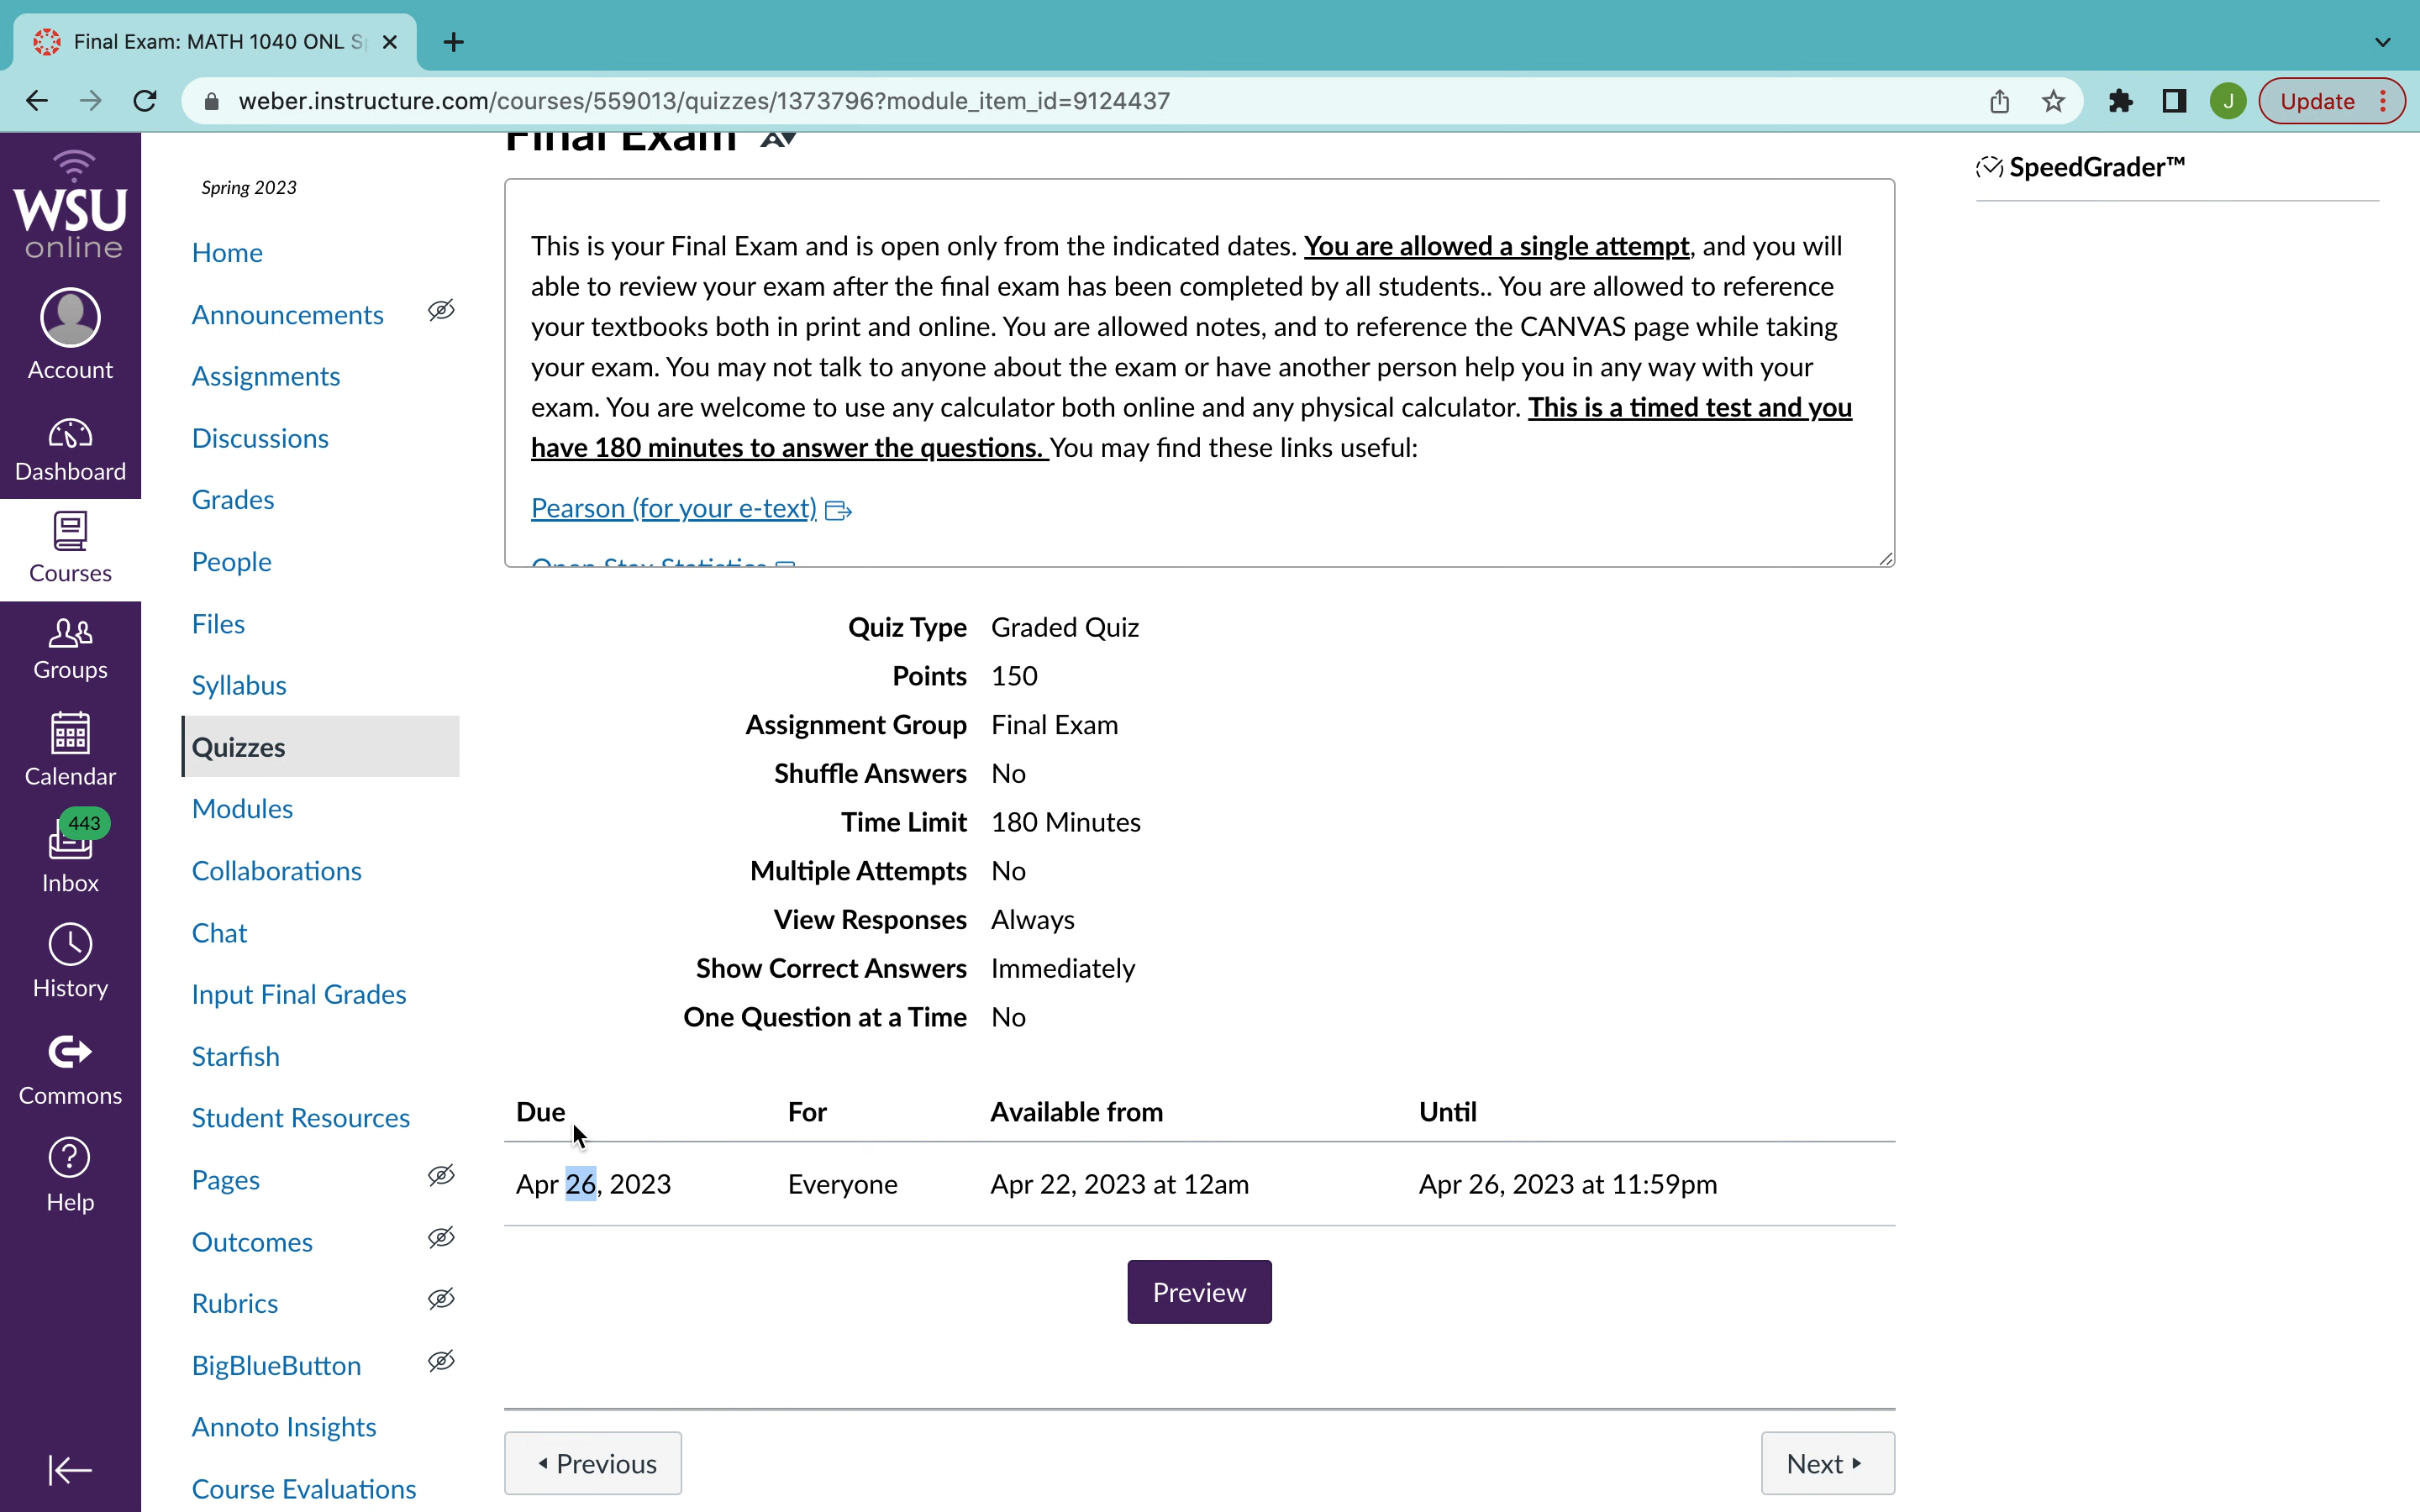 Final Exam: MATH 1040 ONL
weber.instructure.com/courses/559013/quizzes/1373796?module_item_id=9124437
J
Update
WSU
online
Account
Dashboard
Courses
Groups
Calendar
443
Inbox
History
Commons
Help
Spring 2023
Home
Announcements
Assignments
Discussions
Grades
People
Files
Syllabus
Quizzes
Modules
Collaborations
Chat
Input Final Grades
Starfish
Student Resources
Pages
Outcomes
Rubrics
BigBlueButton
Annoto Insights
Course Evaluations
Final Exam
This is your Final Exam and is open only from the indicated dates. You are allowed a single attempt, and you will
able to review your exam after the final exam has been completed by all students.. You are allowed to reference
your textbooks both in print and online. You are allowed notes, and to reference the CANVAS page while taking
your exam. You may not talk to anyone about the exam or have another person help you in any way with your
exam. You are welcome to use any calculator both online and any physical calculator. This is a timed test and you
have 180 minutes to answer the questions. You may find these links useful:
Pearson (for your e-text)
Quiz Type Graded Quiz
Points 150
Assignment Group Final Exam
Shuffle Answers No
Time Limit 180 Minutes
Multiple Attempts No
View Responses Always
Show Correct Answers Immediately
One Question at a Time No
Due For Available from Until
Apr 26, 2023 Everyone Apr 22, 2023 at 12am Apr 26, 2023 at 11:59pm
Preview
Previous
Next
SpeedGrader™